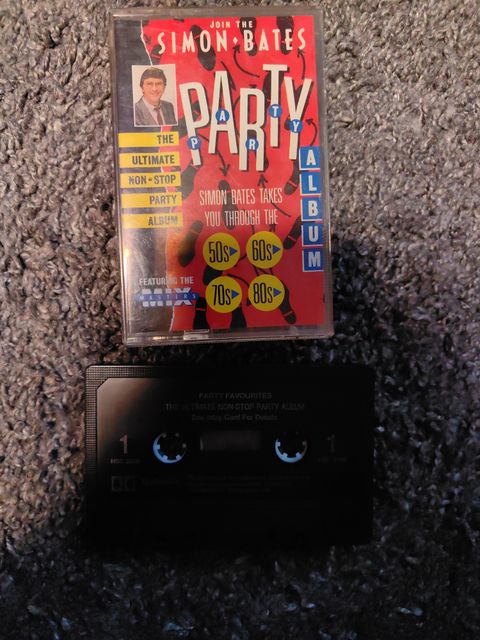 JOIN THE
SIMON • BATES
PARTY
PARTY
ALBUM
THE
ULTIMATE
NON-STOP
PARTY
ALBUM
SIMON BATES TAKES
YOU THROUGH THE
50s 60s
70s 80s
FEATURING THE
MIX
MASTERS
PARTY FAVOURITES
THE ULTIMATE NON-STOP PARTY ALBUM
See Inlay Card For Details
1 1